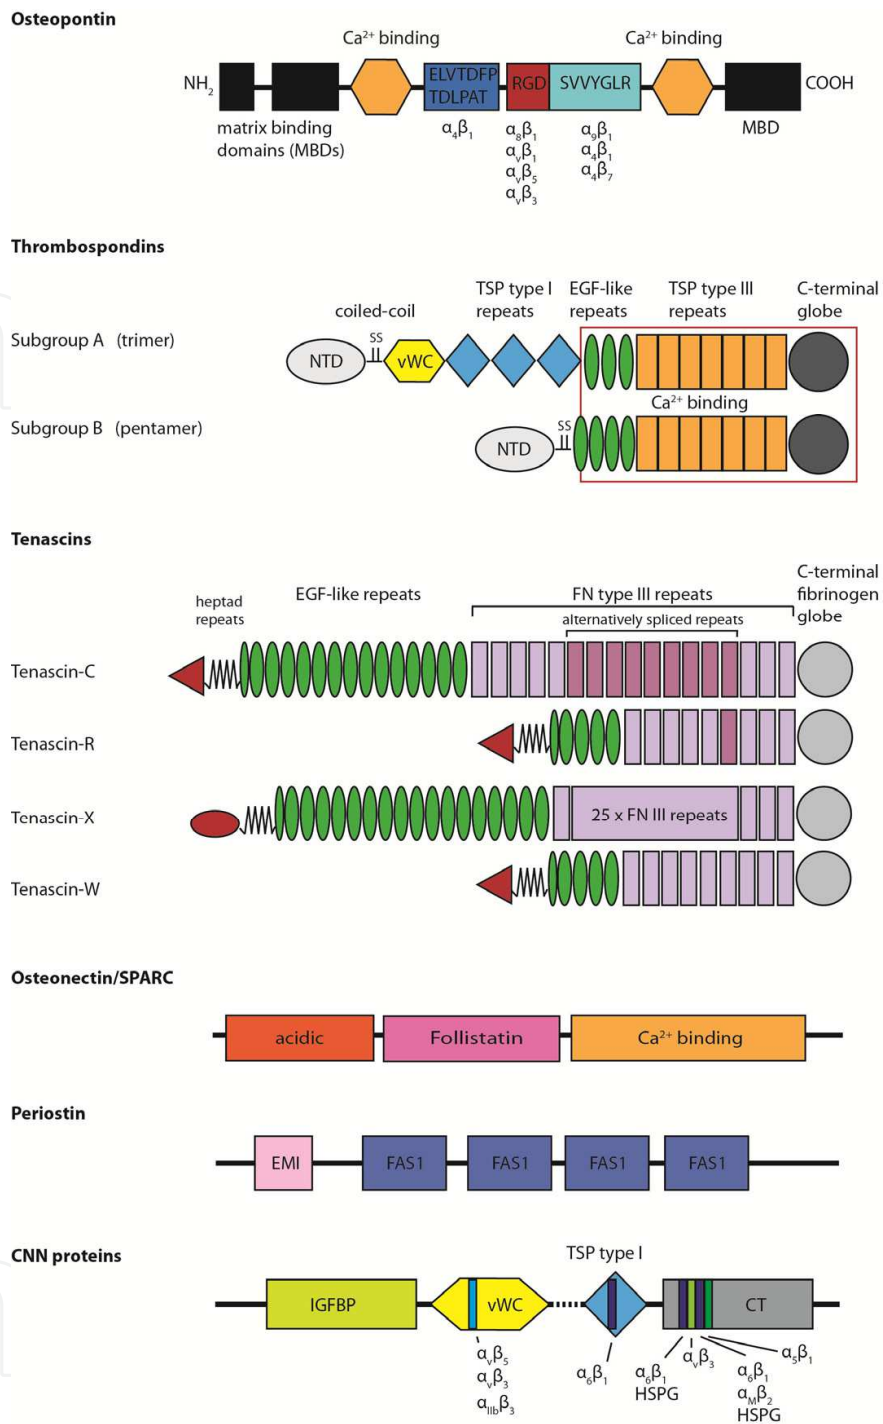 Osteopontin
Ca²⁺ binding Ca²⁺ binding
NH₂ ELVTDFP TDLPAT RGD SVVYGLR COOH
matrix binding
domains (MBDs)
α₄β₁
α₈β₁
αᵥβ₁
αᵥβ₅
αᵥβ₃
α₉β₁
α₄β₁
α₄β₇
MBD
Thrombospondins
coiled-coil
TSP type I
repeats
EGF-like
repeats
TSP type III
repeats
C-terminal
globe
Subgroup A (trimer)
NTD SS vWC
Ca²⁺ binding
Subgroup B (pentamer)
NTD SS
Tenascins
heptad
repeats
EGF-like repeats
FN type III repeats
alternatively spliced repeats
C-terminal
fibrinogen
globe
Tenascin-C
Tenascin-R
Tenascin-X
25 x FN III repeats
Tenascin-W
Osteonectin/SPARC
acidic Follistatin Ca²⁺ binding
Periostin
EMI FAS1 FAS1 FAS1 FAS1
CNN proteins
TSP type I
IGFBP vWC CT
αᵥβ₅
αᵥβ₃
αIIbβ₃
α₆β₁
α₆β₁
HSPG
αᵥβ₃
α₆β₁
αMβ₂
HSPG
α₅β₁